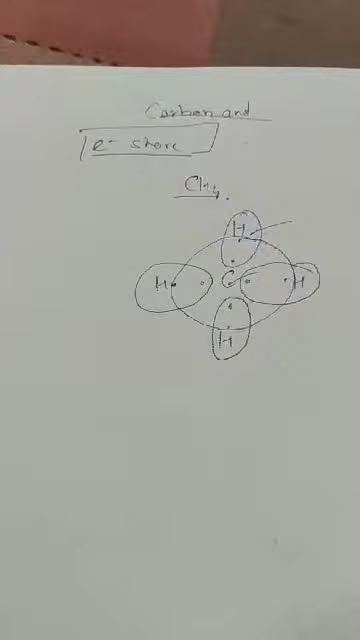 Carbon and
e- share
CH4.
H
H C H
H